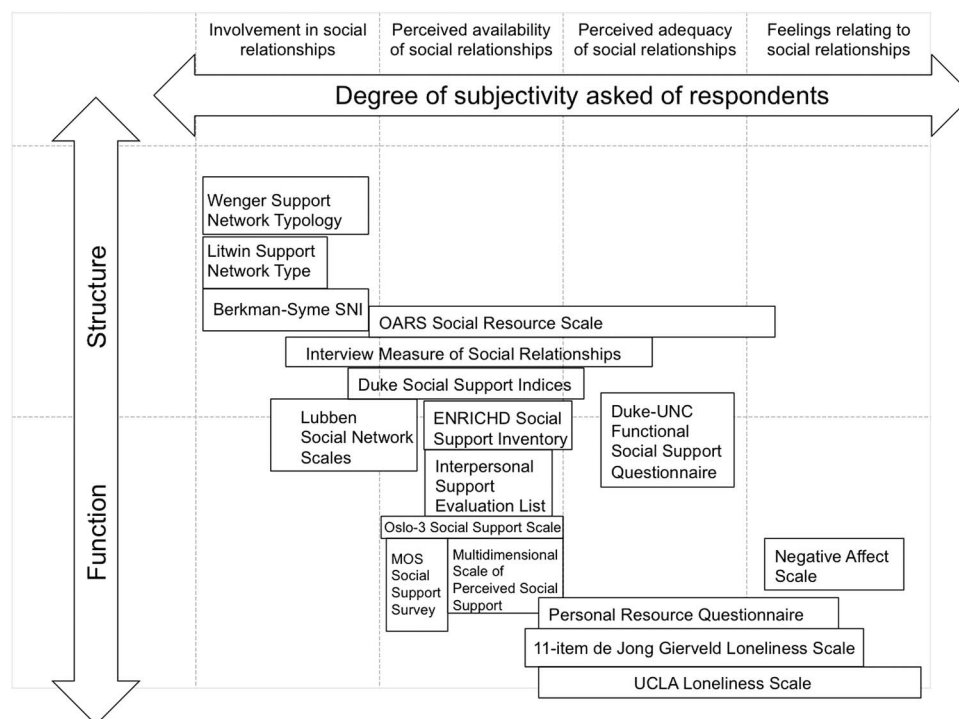 Involvement in social
relationships
Perceived availability
of social relationships
Perceived adequacy
of social relationships
Feelings relating to
social relationships
Degree of subjectivity asked of respondents
Structure
Function
Wenger Support
Network Typology
Litwin Support
Network Type
Berkman-Syme SNI
OARS Social Resource Scale
Interview Measure of Social Relationships
Duke Social Support Indices
Lubben
Social Network
Scales
ENRICHD Social
Support Inventory
Duke-UNC
Functional
Social Support
Questionnaire
Interpersonal
Support
Evaluation List
Oslo-3 Social Support Scale
MOS
Social
Support
Survey
Multidimensional
Scale of
Perceived Social
Support
Negative Affect
Scale
Personal Resource Questionnaire
11-item de Jong Gierveld Loneliness Scale
UCLA Loneliness Scale